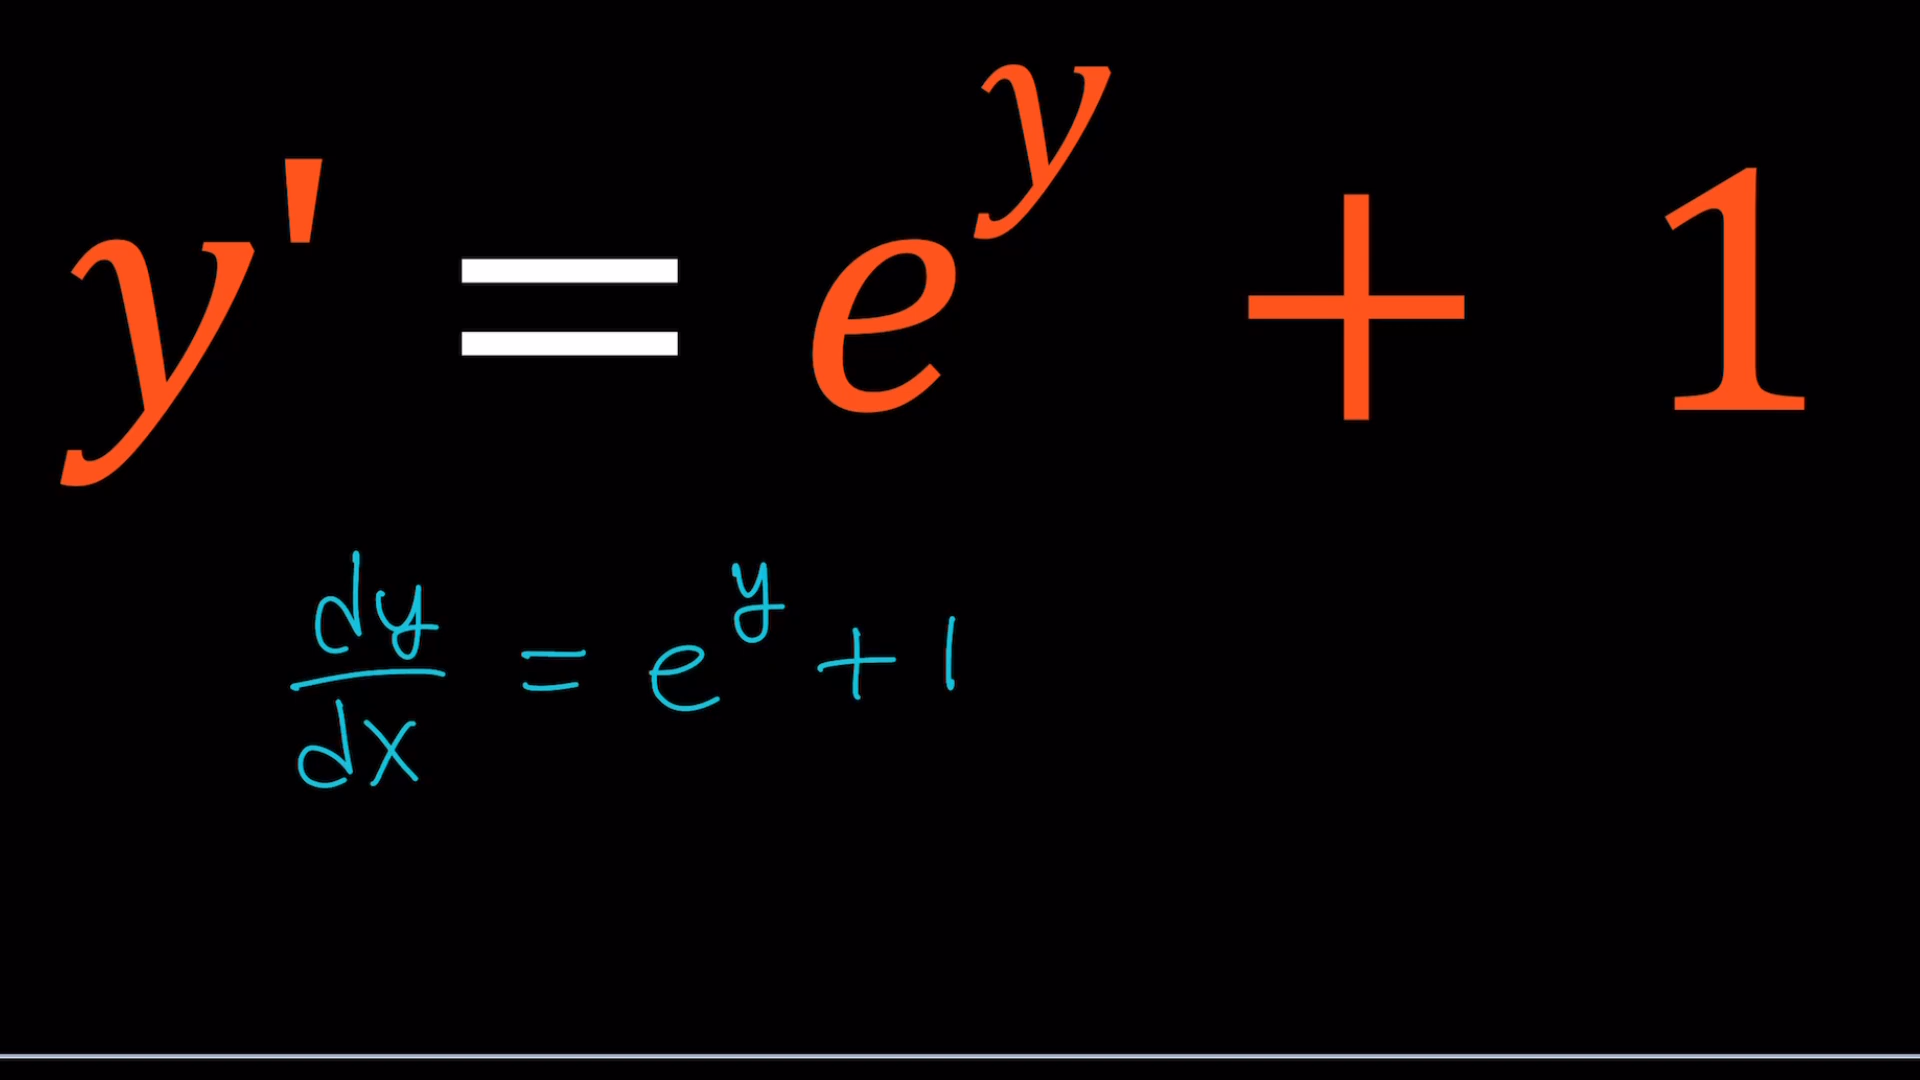 y' = e^y + 1
dy/dx = e^y + 1